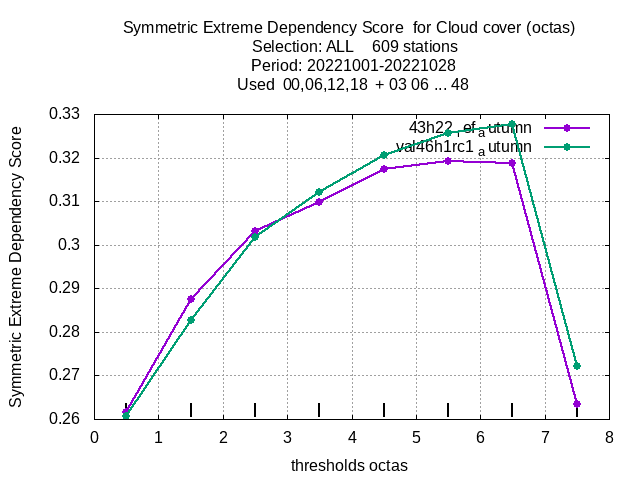 Symmetric Extreme Dependency Score for Cloud cover (octas)
Selection: ALL 609 stations
Period: 20221001-20221028
Used 00,06,12,18 + 03 06 ... 48
43h22_ref_autumn
val46h1rc1_autumn
Symmetric Extreme Dependency Score
0.33
0.32
0.31
0.3
0.29
0.28
0.27
0.26
0 1 2 3 4 5 6 7 8
thresholds octas